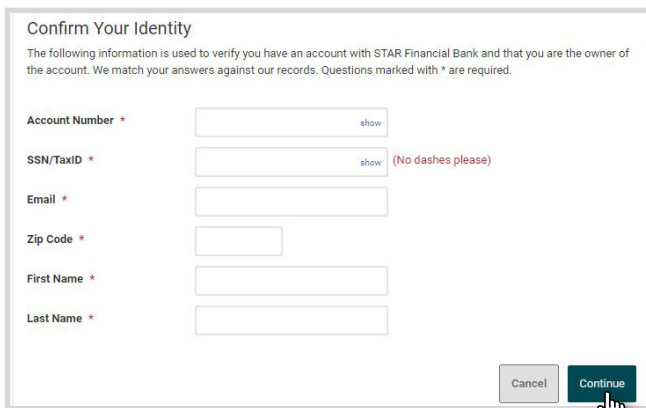 Confirm Your Identity
The following information is used to verify you have an account with STAR Financial Bank and that you are the owner of
the account. We match your answers against our records. Questions marked with * are required.
Account Number *
show
SSN/TaxID *
show
(No dashes please)
Email *
Zip Code *
First Name *
Last Name *
Cancel
Continue